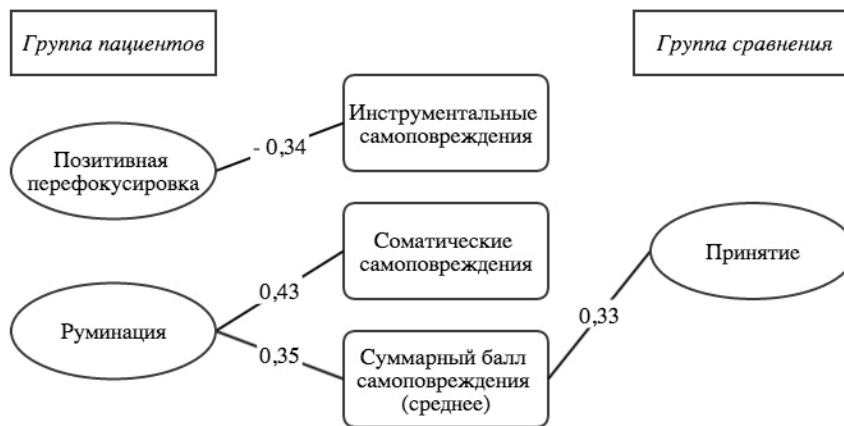 Группа пациентов
Группа сравнения
Инструментальные
самоповреждения
Позитивная
перефокусировка
- 0,34
Соматические
самоповреждения
Принятие
0,43
0,33
Руминация
0,35
Суммарный балл
самоповреждения
(среднее)